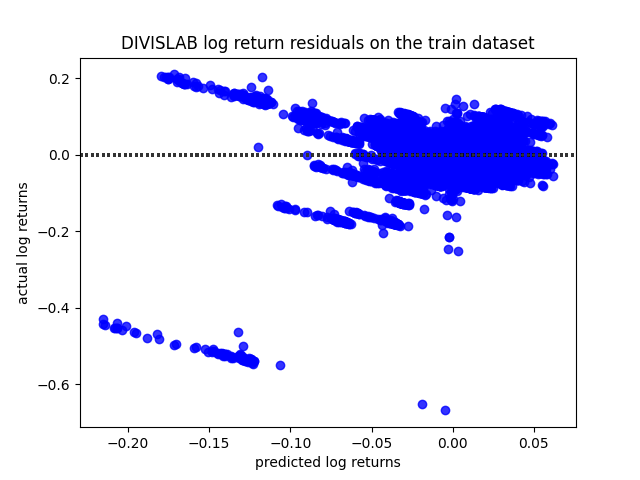 DIVISLAB log return residuals on the train dataset
actual log returns
0.2
0.0
−0.2
−0.4
−0.6
−0.20 −0.15 −0.10 −0.05 0.00 0.05
predicted log returns